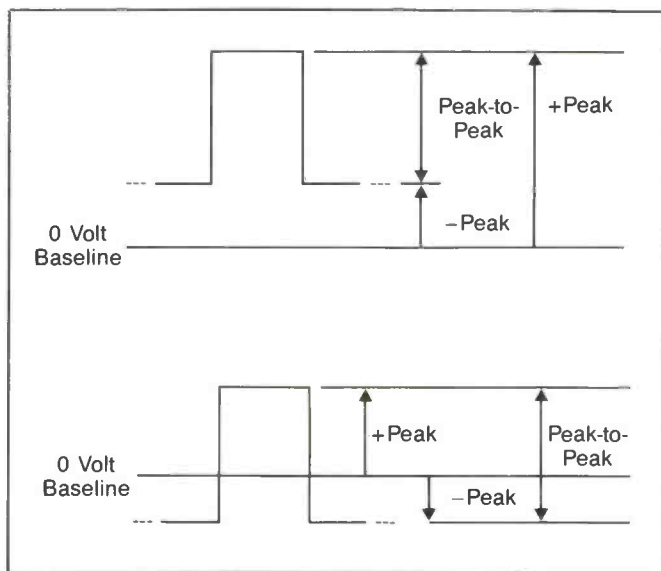 Peak-to-
Peak
+Peak
−Peak
0 Volt
Baseline
+Peak
Peak-to-
Peak
0 Volt
Baseline
−Peak